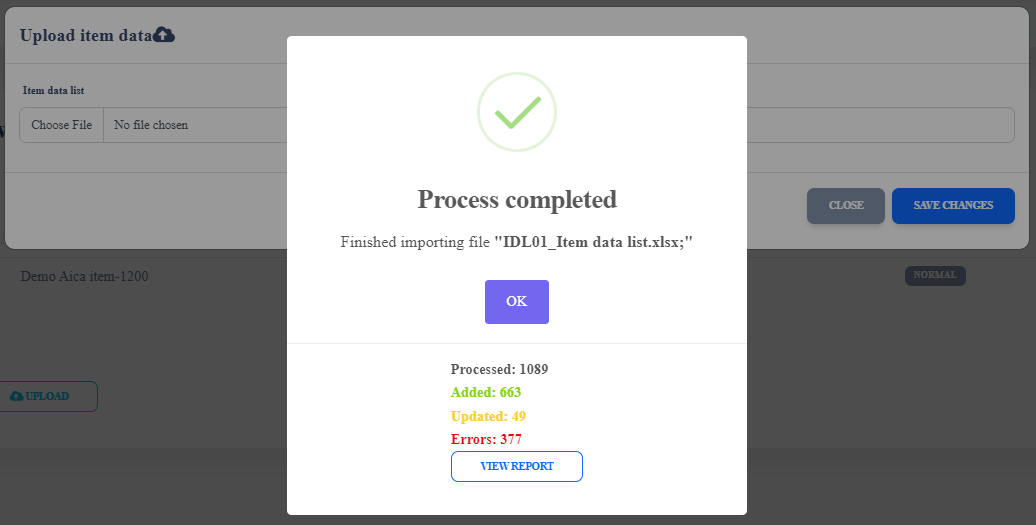 Upload item data
Item data list
Choose File No file chosen
CLOSE SAVE CHANGES
Process completed
Finished importing file "IDL01_Item data list.xlsx;"
OK
Processed: 1089
Added: 663
Updated: 49
Errors: 377
VIEW REPORT
Demo Aica item-1200 NORMAL
UPLOAD